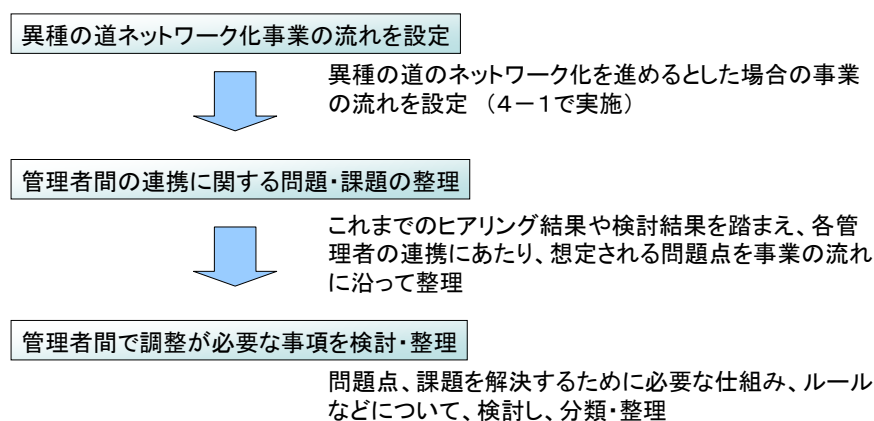 異種の道ネットワーク化事業の流れを設定
異種の道のネットワーク化を進めるとした場合の事業
の流れを設定　（４－１で実施）
管理者間の連携に関する問題・課題の整理
これまでのヒアリング結果や検討結果を踏まえ、各管
理者の連携にあたり、想定される問題点を事業の流れ
に沿って整理
管理者間で調整が必要な事項を検討・整理
問題点、課題を解決するために必要な仕組み、ルール
などについて、検討し、分類・整理